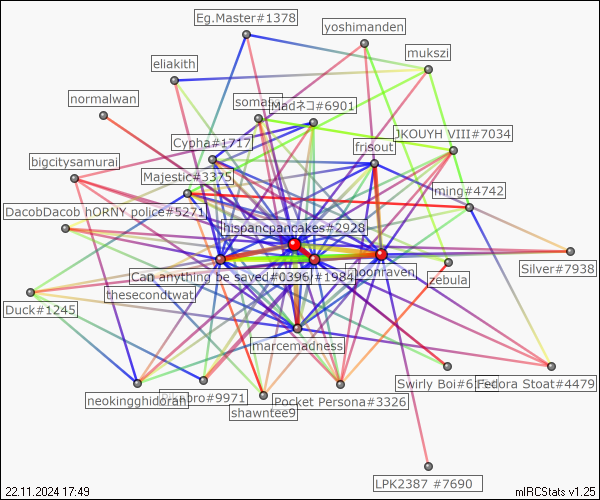 Eg.Master#1378
yoshimanden
mukszi
eliakith
normalwan
Madネコ#6901
JKOUYH VIII#7034
Cypha#1717
frisout
bigcitysamurai
Majestic#3375
ming#4742
DacobDacob hORNY police#5271
hispancpancakes#2928
Can anything be saved#0396
#1984
moonraven
zebula
Silver#7938
thesecondtwat
Duck#1245
marcemadness
Swirly Boi#6
Fedora Stoat#4479
neokingghidorah
#9971
shawntee9
Pocket Persona#3326
LPK2387 #7690
22.11.2024 17:49
mIRCStats v1.25